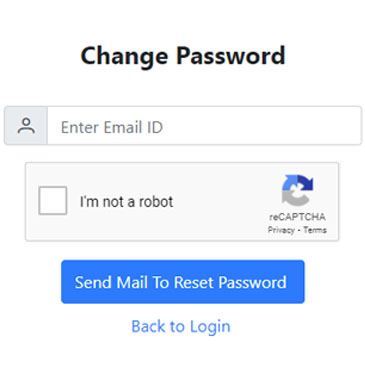 Change Password
Enter Email ID
I'm not a robot
reCAPTCHA
Privacy • Terms
Send Mail To Reset Password
Back to Login